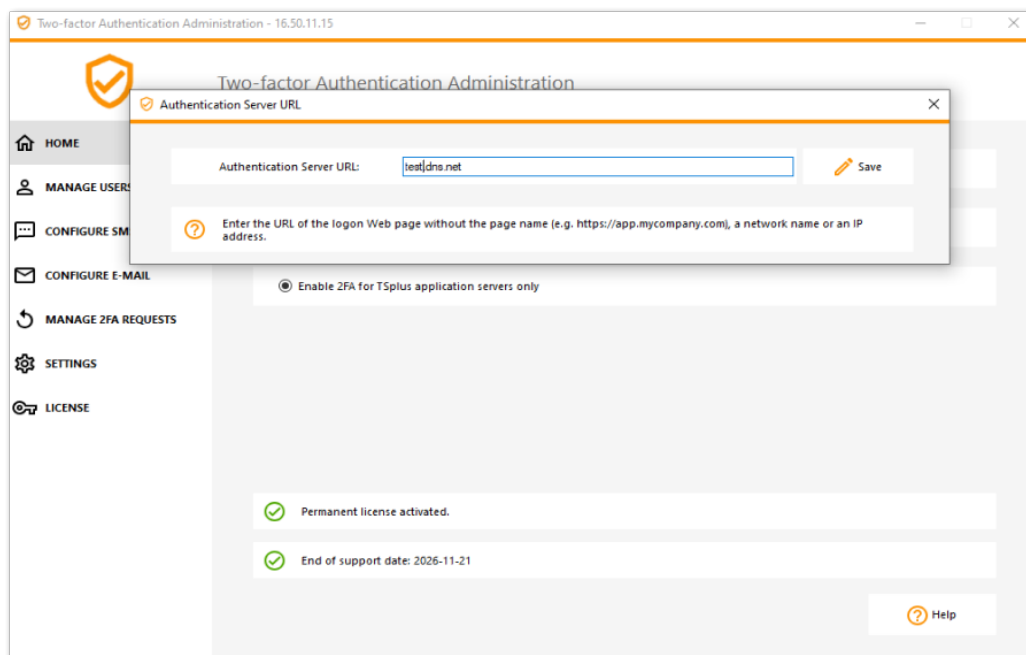 Two-factor Authentication Administration - 16.50.11.15
Two-factor Authentication Administration
Authentication Server URL
HOME
Authentication Server URL:
test.dns.net
Save
MANAGE USERS
Enter the URL of the logon Web page without the page name (e.g. https://app.mycompany.com), a network name or an IP
address.
CONFIGURE SM
CONFIGURE E-MAIL
Enable 2FA for TSplus application servers only
MANAGE 2FA REQUESTS
SETTINGS
LICENSE
Permanent license activated.
End of support date: 2026-11-21
Help